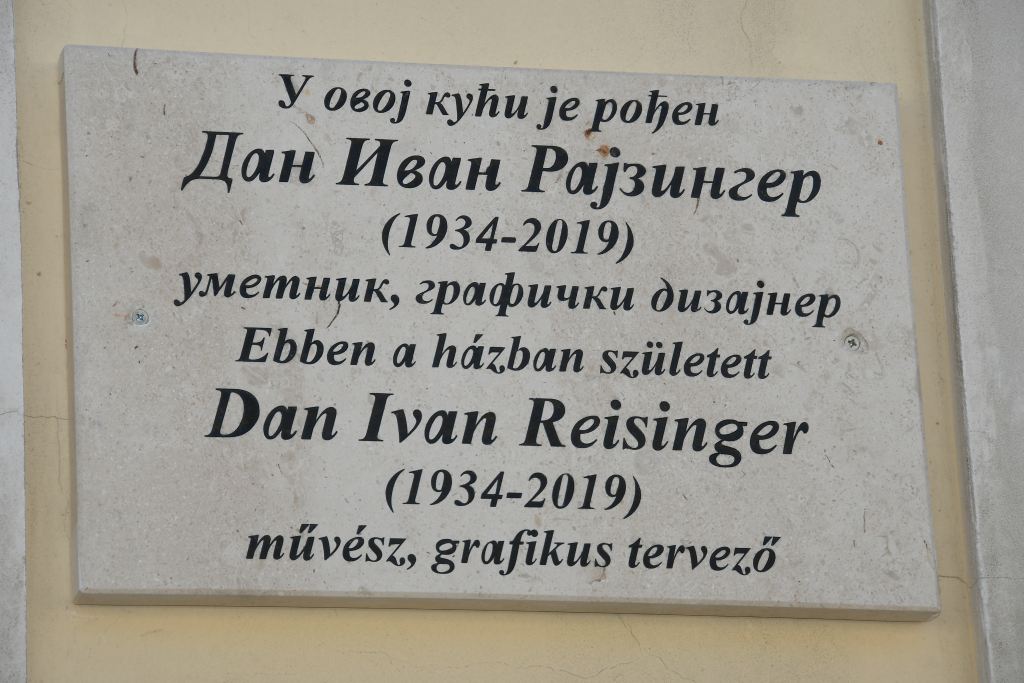 У овој кући је рођен
Дан Иван Рајзингер
(1934-2019)
уметник, графички дизајнер
Ebben a házban született
Dan Ivan Reisinger
(1934-2019)
művész, grafikus tervező